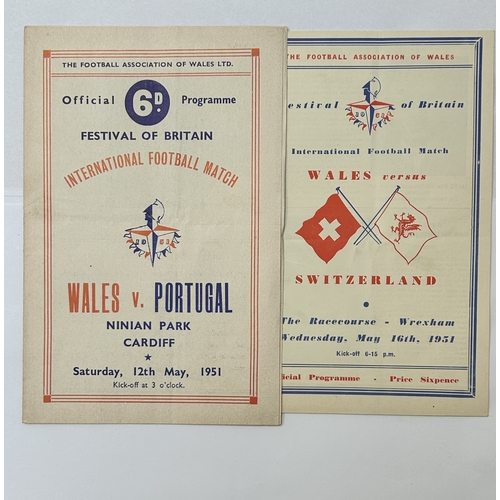 THE FOOTBALL ASSOCIATION OF WALES LTD.
Official 6D. Programme
FESTIVAL OF BRITAIN
INTERNATIONAL FOOTBALL MATCH
WALES v. PORTUGAL
NINIAN PARK
CARDIFF
Saturday, 12th May, 1951
Kick-off at 3 o'clock.
THE FOOTBALL ASSOCIATION OF WALES
estival of Britain
International Football Match
WALES versus
SWITZERLAND
The Racecourse - Wrexham
Wednesday, May 16th, 1951
Kick-off 6-15 p.m.
icial Programme - Price Sixpence